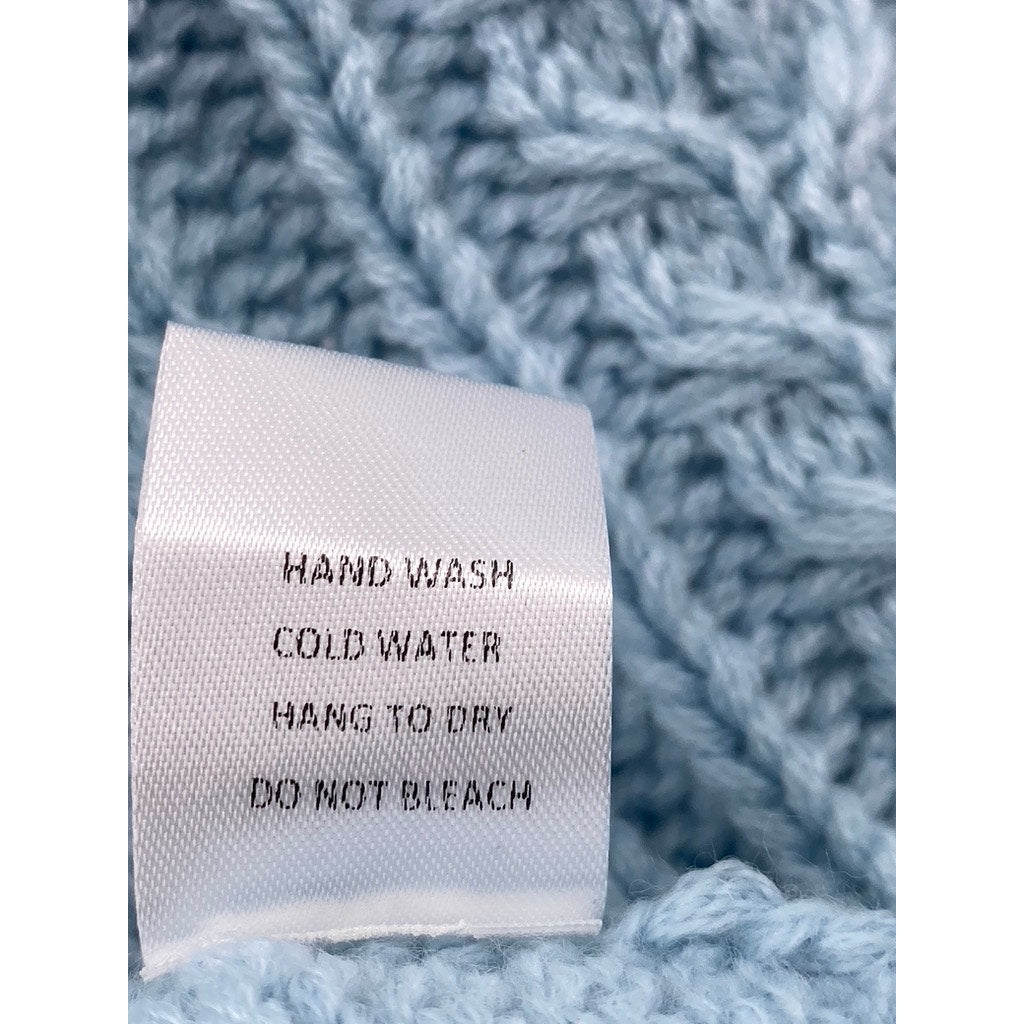 HAND WASH
COLD WATER
HANG TO DRY
DO NOT BLEACH